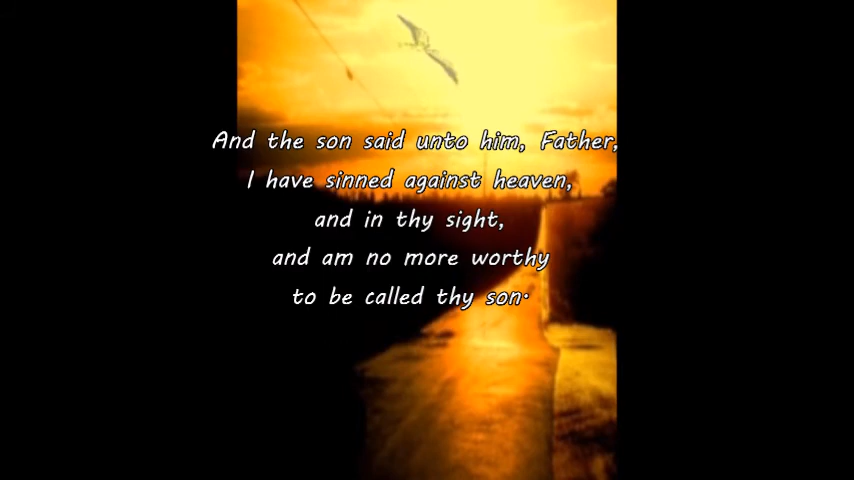 And the son said unto him, Father,
I have sinned against heaven,
and in thy sight,
and am no more worthy
to be called thy son.